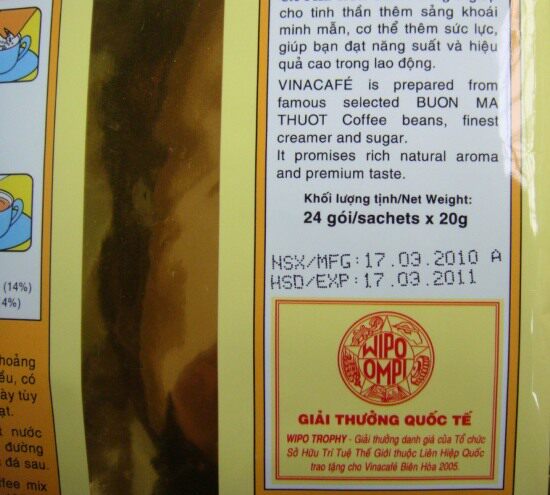 cho tinh thần thêm sảng khoái
minh mẫn, cơ thể thêm sức lực,
giúp bạn đạt năng suất và hiệu
quả cao trong lao động.
VINACAFÉ is prepared from
famous selected BUON MA
THUOT Coffee beans, finest
creamer and sugar.
It promises rich natural aroma
and premium taste.
Khối lượng tịnh/Net Weight:
24 gói/sachets x 20g
NSX/MFG:17.03.2010 A
HSD/EXP:17.03.2011
WIPO
OMPI
GIẢI THƯỞNG QUỐC TẾ
WIPO TROPHY - Giải thưởng danh giá của Tổ chức
Sở Hữu Trí Tuệ Thế Giới thuộc Liên Hiệp Quốc
trao tặng cho Vinacafé Biên Hòa 2005.
(14%)
4%)
hoảng
ều, có
ày tùy
ạt.
nước
đường
đá sau.
ffee mix